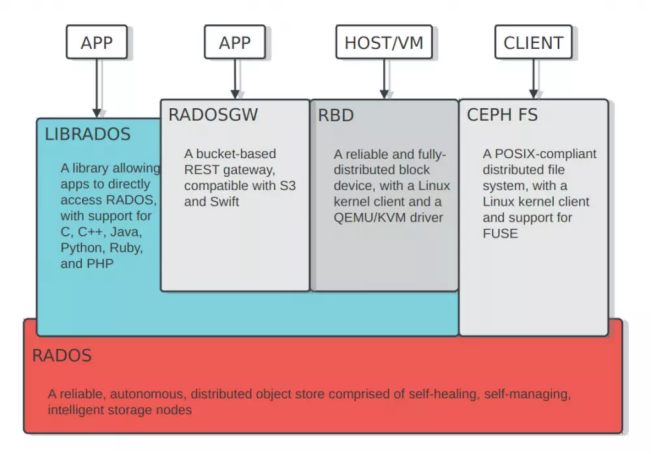 APP
APP
HOST/VM
CLIENT
LIBRADOS
A library allowing
apps to directly
access RADOS,
with support for
C, C++, Java,
Python, Ruby,
and PHP
RADOSGW
A bucket-based
REST gateway,
compatible with S3
and Swift
RBD
A reliable and fully-
distributed block
device, with a Linux
kernel client and a
QEMU/KVM driver
CEPH FS
A POSIX-compliant
distributed file
system, with a
Linux kernel client
and support for
FUSE
RADOS
A reliable, autonomous, distributed object store comprised of self-healing, self-managing,
intelligent storage nodes